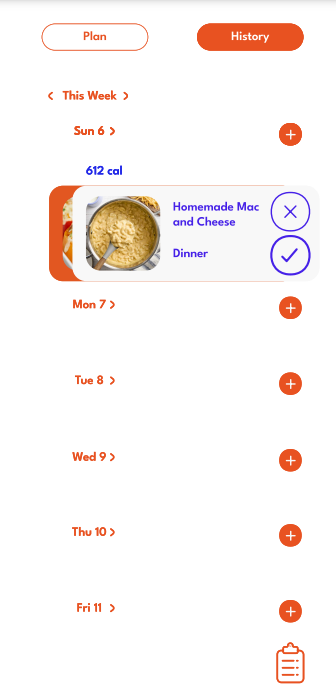 Plan
History
This Week
Sun 6
612 cal
Homemade Mac
and Cheese
Dinner
Mon 7
Tue 8
Wed 9
Thu 10
Fri 11